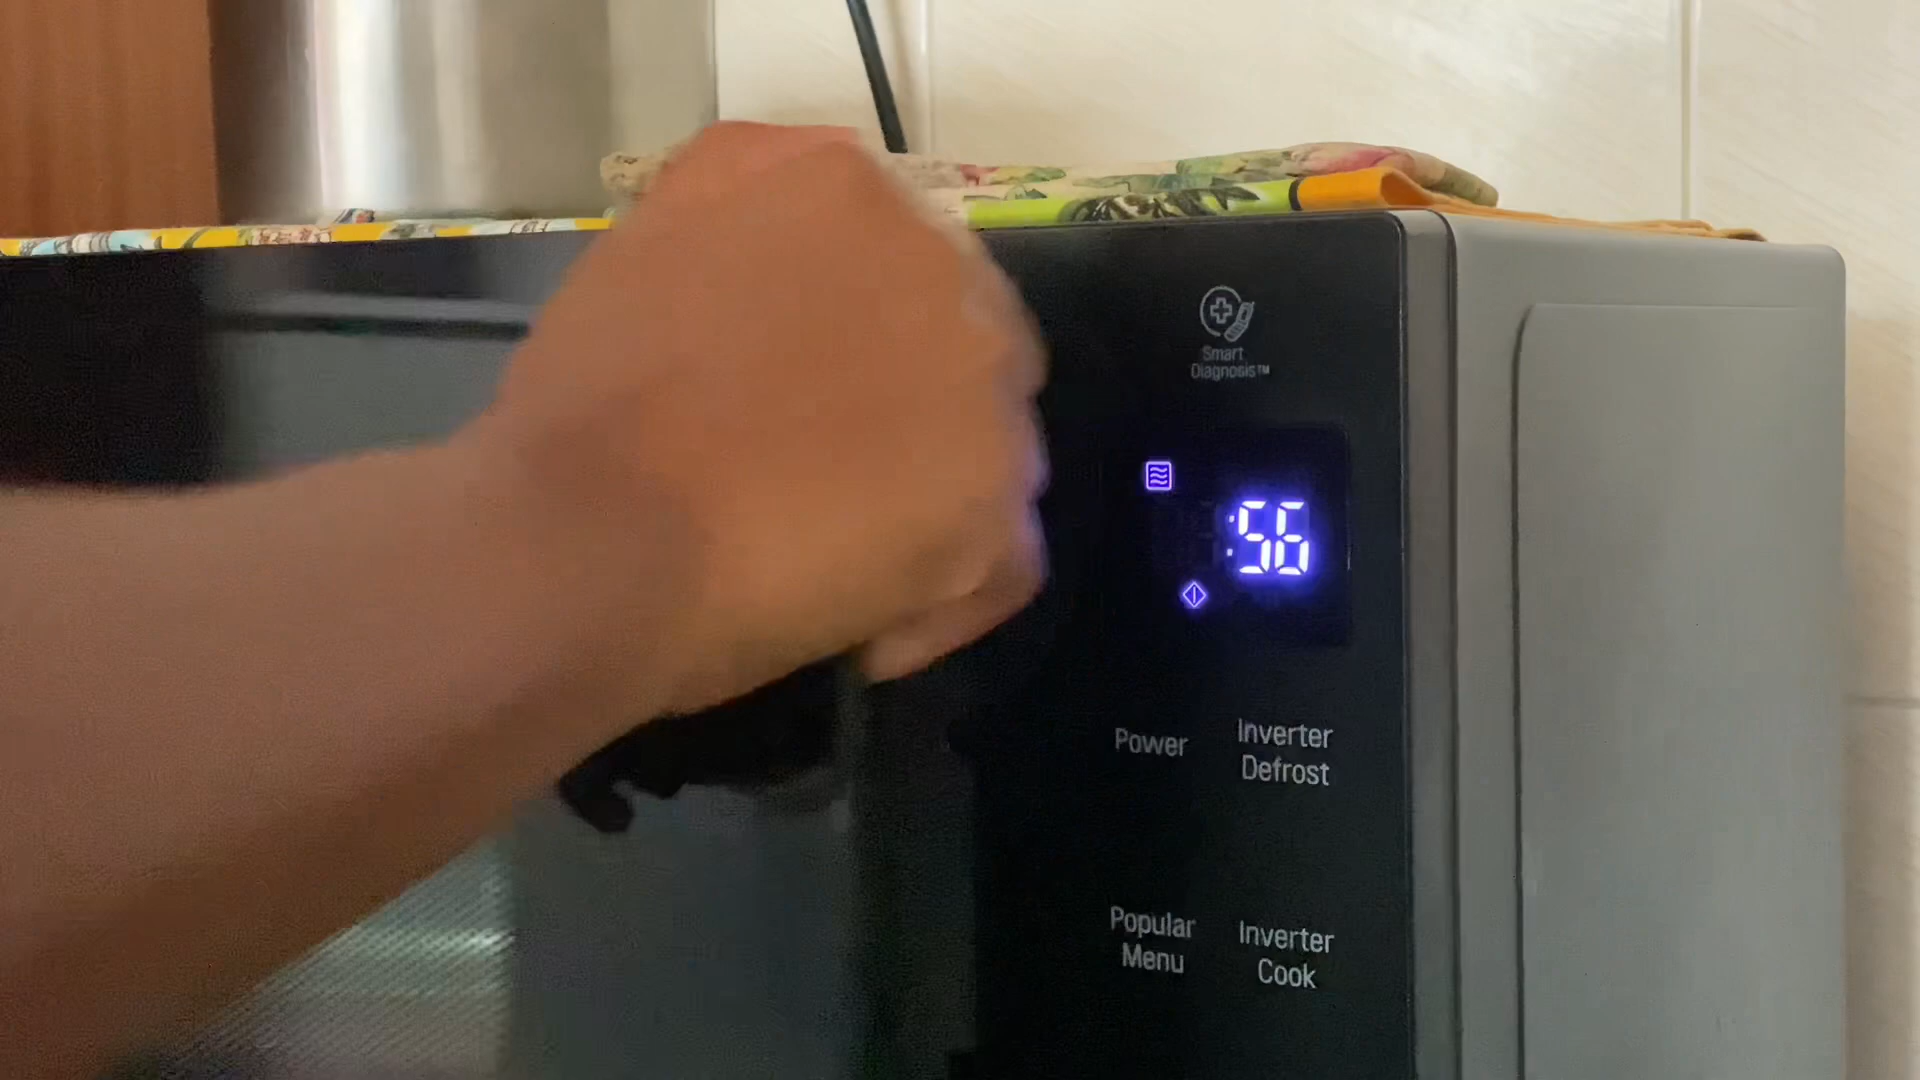 Smart
Diagnosis™
:56
Power
Inverter
Defrost
Popular
Menu
Inverter
Cook